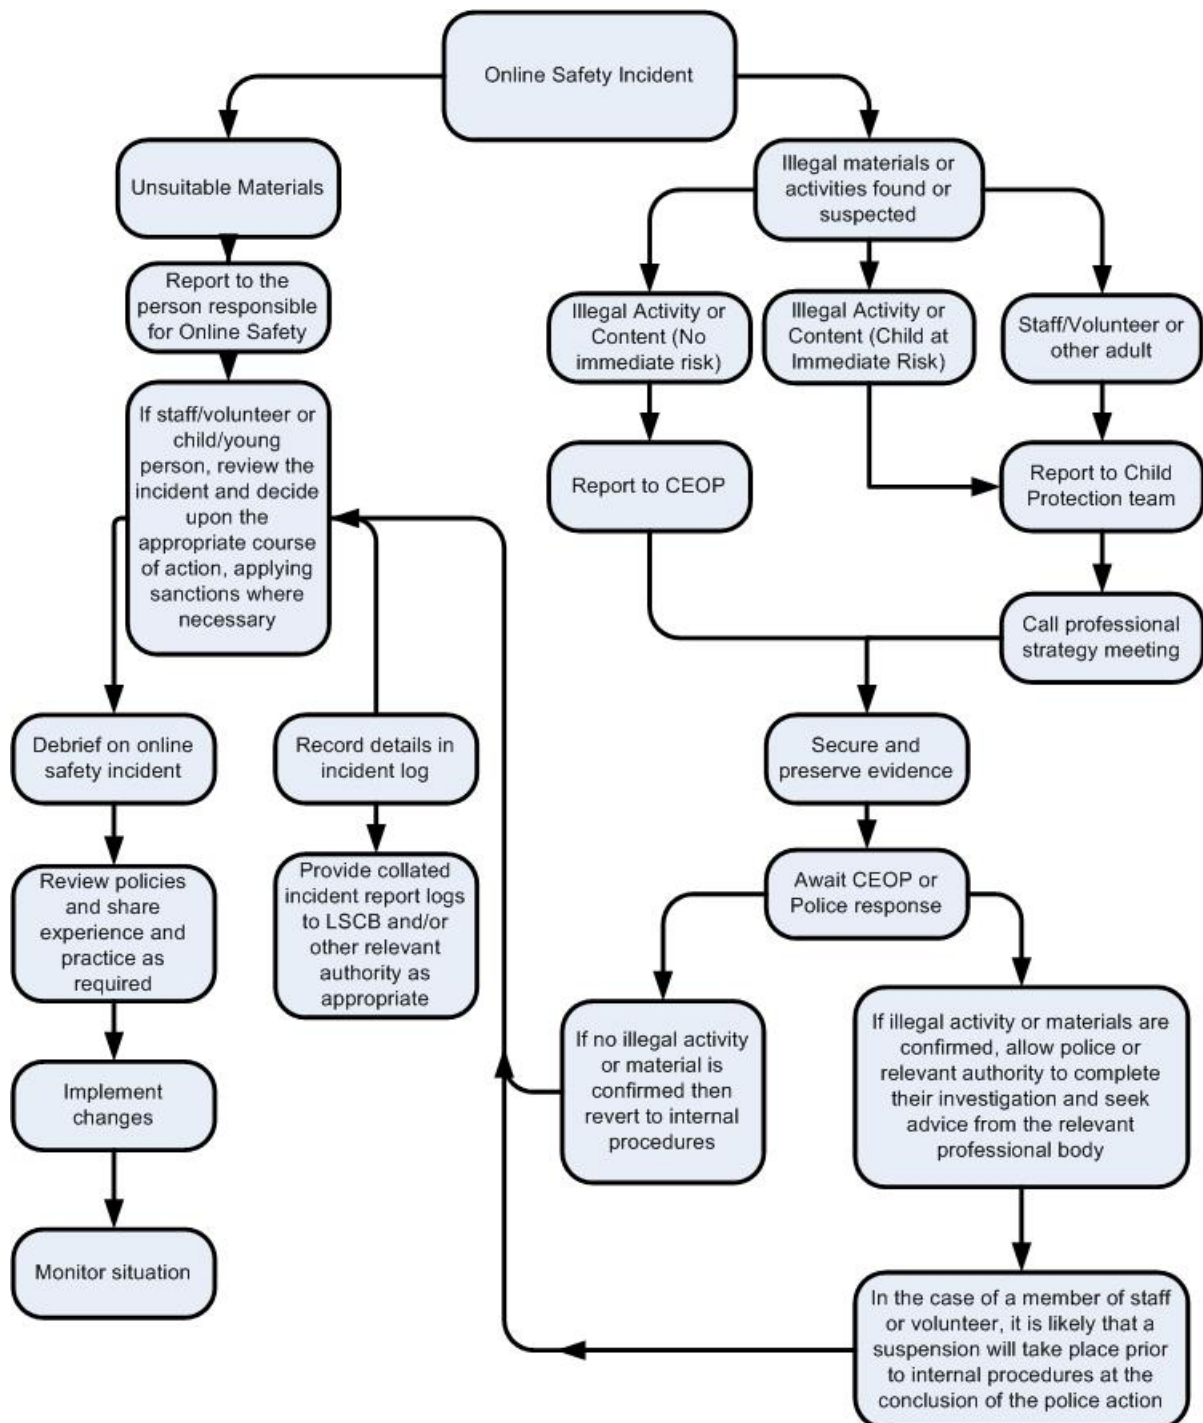 Online Safety Incident
Unsuitable Materials
Illegal materials or
activities found or
suspected
Report to the
person responsible
for Online Safety
Illegal Activity or
Content (No
immediate risk)
Illegal Activity or
Content (Child at
Immediate Risk)
Staff/Volunteer or
other adult
If staff/volunteer or
child/young
person, review the
incident and decide
upon the
appropriate course
of action, applying
sanctions where
necessary
Report to CEOP
Report to Child
Protection team
Call professional
strategy meeting
Debrief on online
safety incident
Record details in
incident log
Secure and
preserve evidence
Review policies
and share
experience and
practice as
required
Provide collated
incident report logs
to LSCB and/or
other relevant
authority as
appropriate
Await CEOP or
Police response
If no illegal activity
or material is
confirmed then
revert to internal
procedures
If illegal activity or materials are
confirmed, allow police or
relevant authority to complete
their investigation and seek
advice from the relevant
professional body
Implement
changes
Monitor situation
In the case of a member of staff
or volunteer, it is likely that a
suspension will take place prior
to internal procedures at the
conclusion of the police action